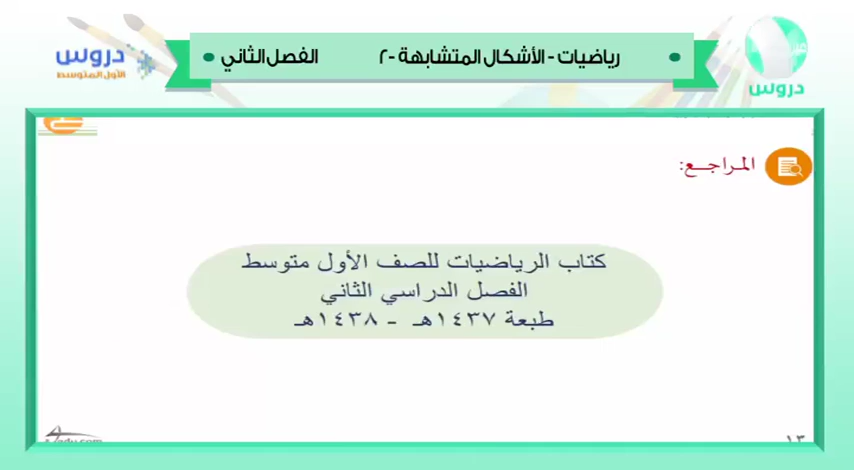 دروس
الأول المتوسط
رياضيات - الأشكال المتشابهة -٢
الفصل الثاني
دروس
المراجع:
كتاب الرياضيات للصف الأول متوسط
الفصل الدراسي الثاني
طبعة ١٤٣٧هـ - ١٤٣٨هـ